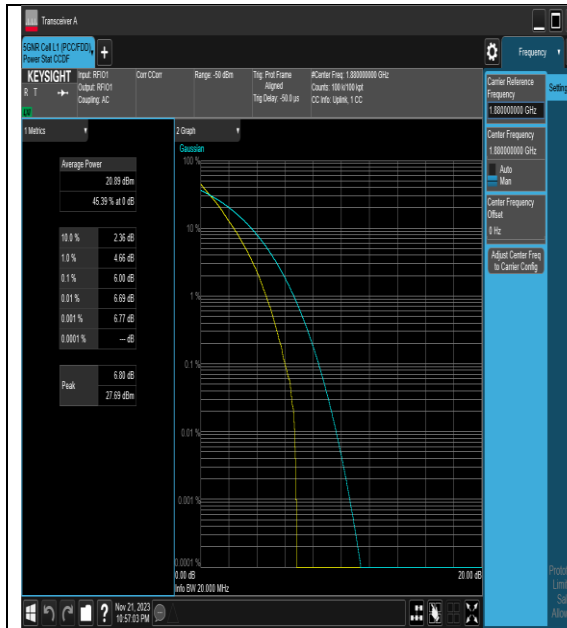 Transceiver A
5GNR Cell L1 (PCC/FDD),
Power Stat CCDF
Frequency
KEYSIGHT
R T
Input: RFIO1
Output: RFIO1
Coupling: AC
Corr CCorr
Range: -50 dBm
Trig: Prot Frame
Aligned
Trig Delay: -50.0 µs
#Center Freq: 1.880000000 GHz
Counts: 100 k/100 kpt
CC Info: Uplink, 1 CC
Carrier Reference
Frequency
1.880000000 GHz
Setting
Center Frequency
1.880000000 GHz
Auto
Man
Center Frequency
Offset
0 Hz
Adjust Center Freq
to Carrier Config
1 Metrics
Average Power
20.89 dBm
45.39 % at 0 dB
10.0 % 2.36 dB
1.0 % 4.66 dB
0.1 % 6.00 dB
0.01 % 6.69 dB
0.001 % 6.77 dB
0.0001 % --- dB
Peak
6.80 dB
27.69 dBm
2 Graph
Gaussian
100 %
10 %
1 %
0.1 %
0.01 %
0.001 %
0.0001 %
0.00 dB
20.00 dB
Info BW 20.000 MHz
Nov 21, 2023
10:57:03 PM